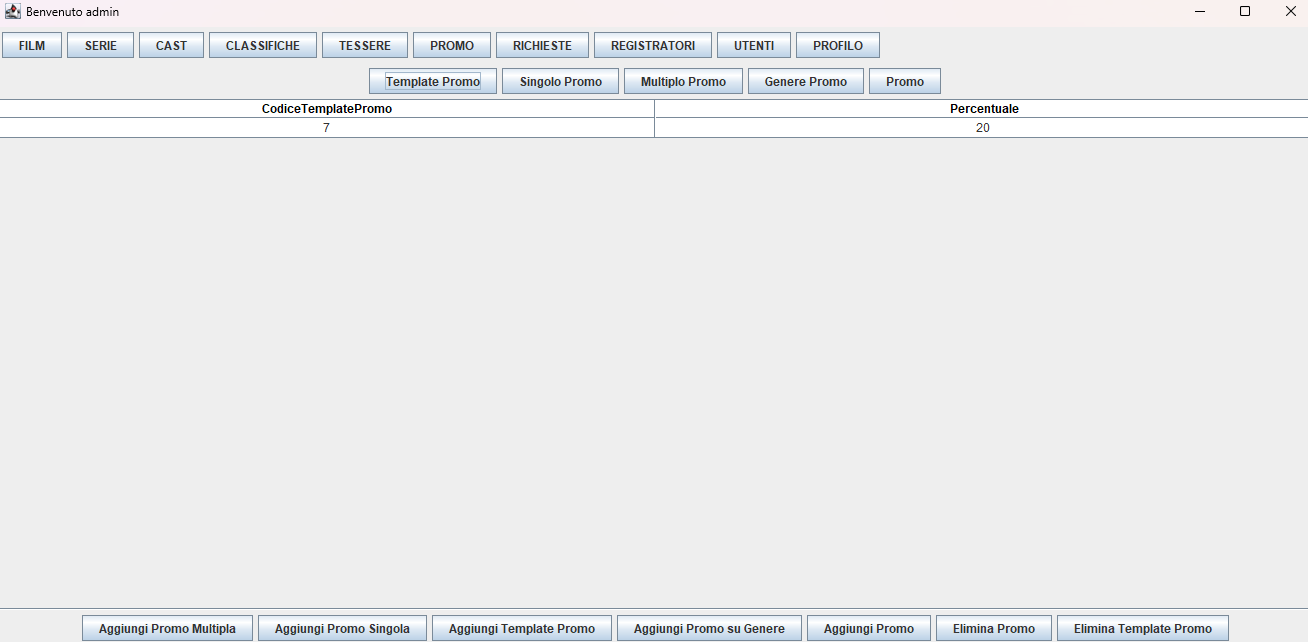 Benvenuto admin
FILM SERIE CAST CLASSIFICHE TESSERE PROMO RICHIESTE REGISTRATORI UTENTI PROFILO
Template Promo Singolo Promo Multiplo Promo Genere Promo Promo
CodiceTemplatePromo Percentuale
7 20
Aggiungi Promo Multipla Aggiungi Promo Singola Aggiungi Template Promo Aggiungi Promo su Genere Aggiungi Promo Elimina Promo Elimina Template Promo